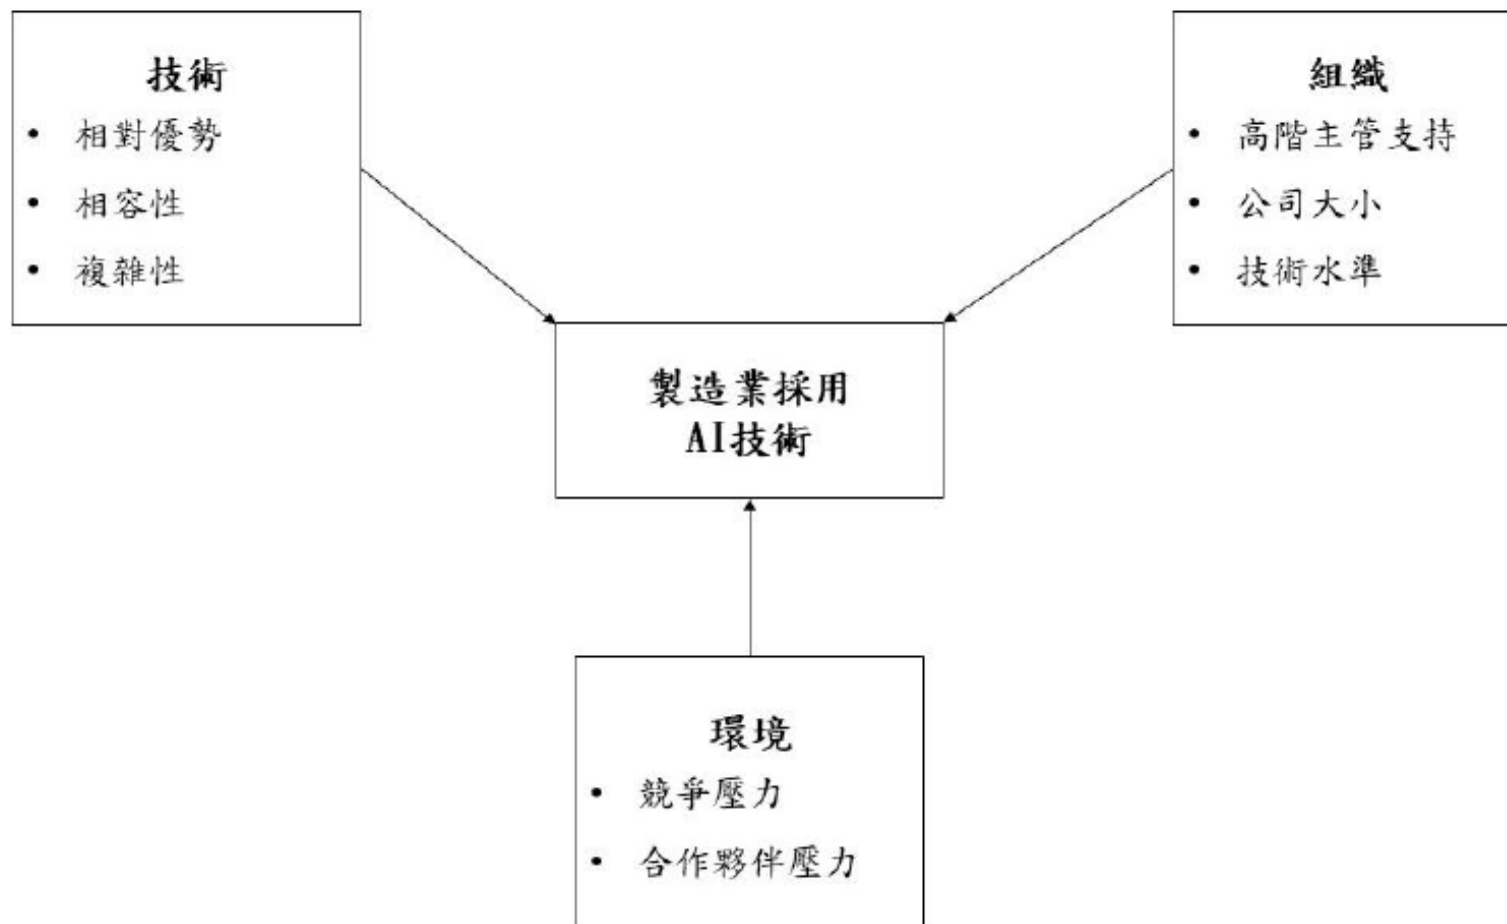 技術
• 相對優勢
• 相容性
• 複雜性
組織
• 高階主管支持
• 公司大小
• 技術水準
製造業採用
AI技術
環境
• 競爭壓力
• 合作夥伴壓力